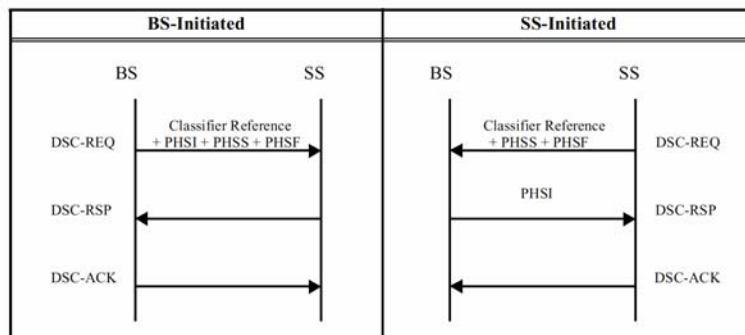 BS-Initiated
SS-Initiated
BS
SS
BS
SS
Classifier Reference
+ PHSI + PHSS + PHSF
DSC-REQ
Classifier Reference
+ PHSS + PHSF
DSC-REQ
DSC-RSP
PHSI
DSC-RSP
DSC-ACK
DSC-ACK